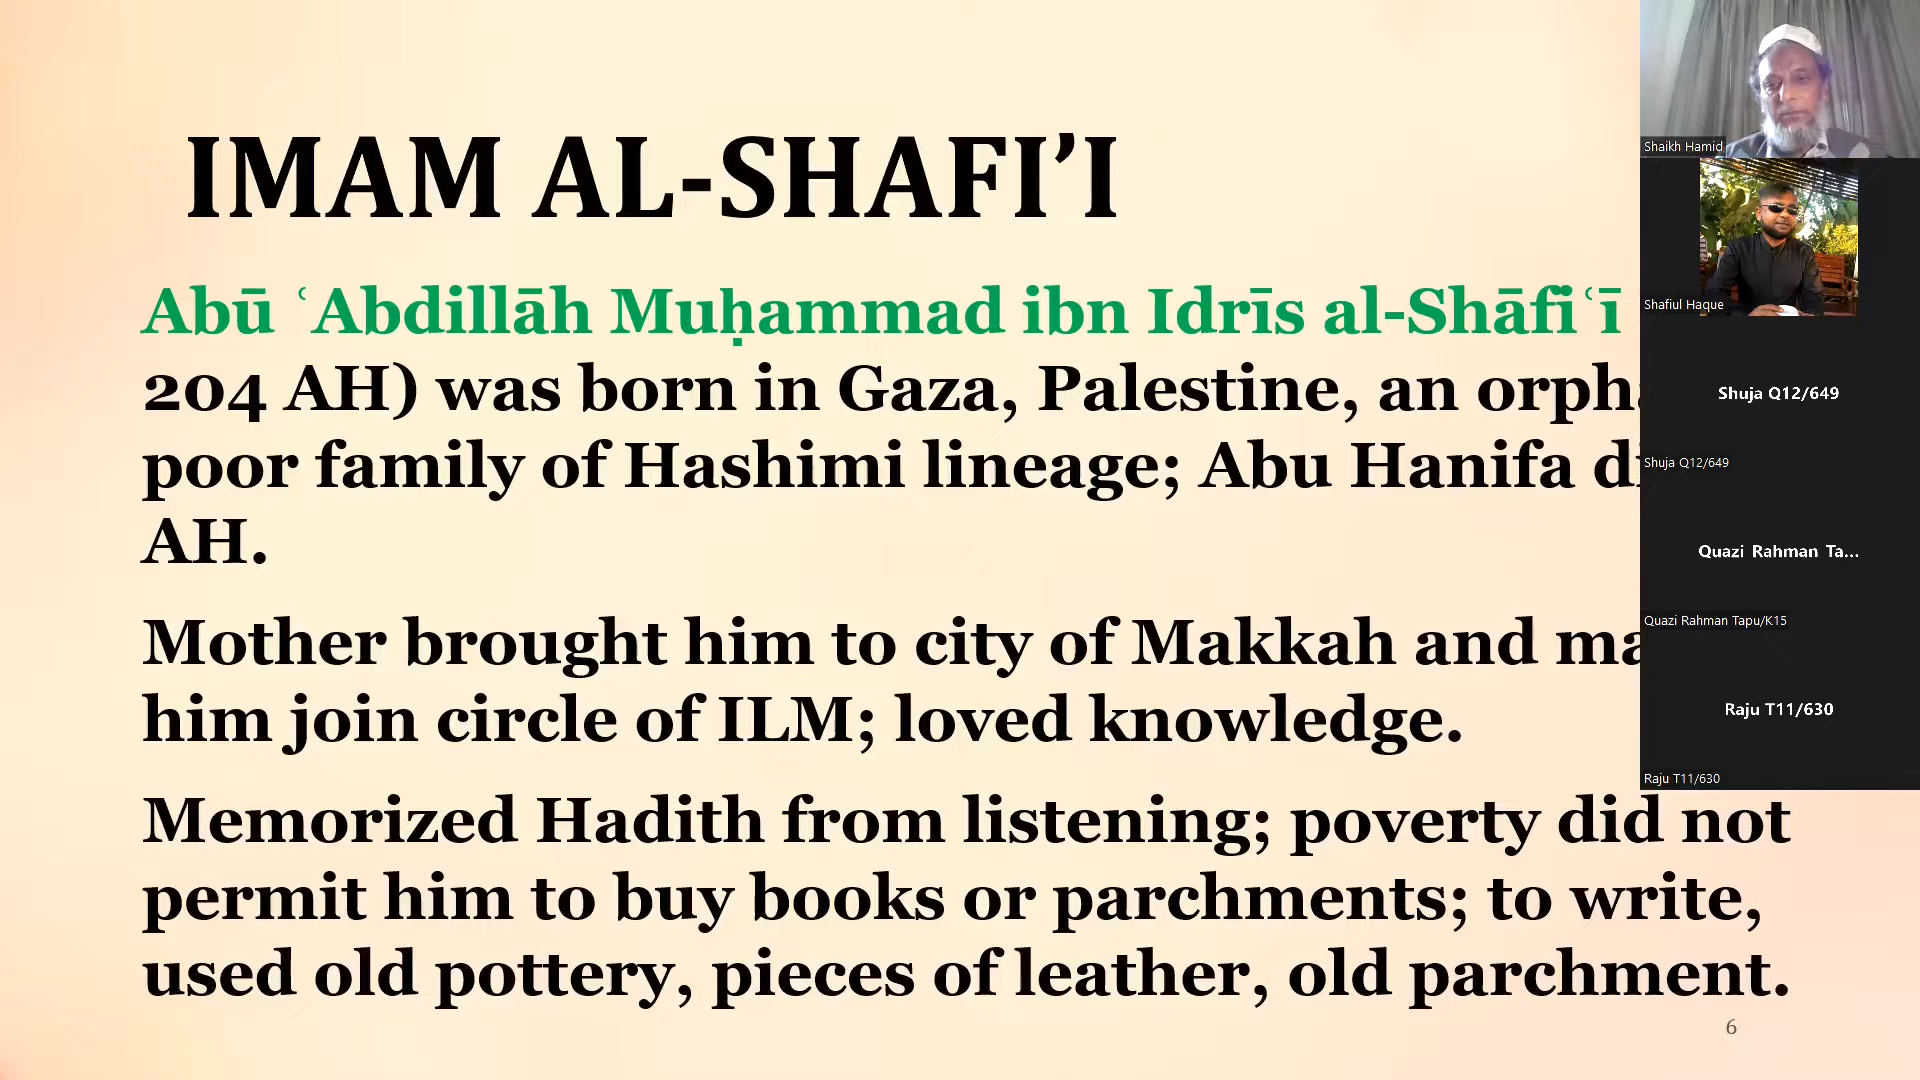 IMAM AL-SHAFI’I
Abū ʿAbdillāh Muḥammad ibn Idrīs al-Shāfiʿī
204 AH) was born in Gaza, Palestine, an
poor family of Hashimi lineage; Abu Hanifa
AH.
Mother brought him to city of Makkah and
him join circle of ILM; loved knowledge.
Memorized Hadith from listening; poverty did not
permit him to buy books or parchments; to write,
used old pottery, pieces of leather, old parchment.
6
Shaikh Hamid
Shafiul Haque
Shuja Q12/649
Shuja Q12/649
Quazi Rahman Ta...
Quazi Rahman Tapu/K15
Raju T11/630
Raju T11/630